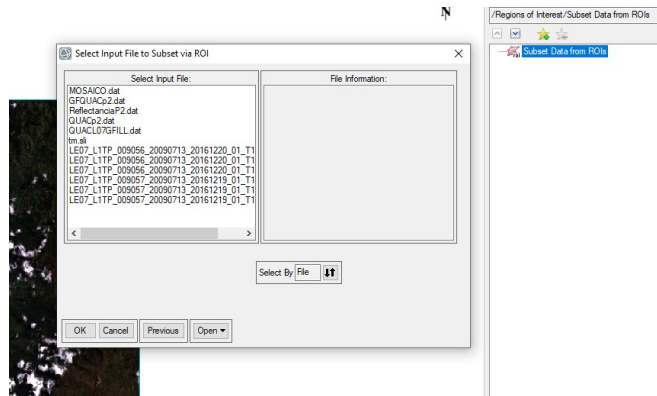 N
/Regions of Interest/Subset Data from ROIs
Subset Data from ROIs
Select Input File to Subset via ROI
Select Input File:
MOSAICO.dat
GFQUACp2.dat
ReflectanciaP2.dat
QUACp2.dat
QUACL07GFILL.dat
tm.sli
LE07_L1TP_009056_20090713_20161220_01_T1
LE07_L1TP_009056_20090713_20161220_01_T1
LE07_L1TP_009056_20090713_20161220_01_T1
LE07_L1TP_009057_20090713_20161219_01_T1
LE07_L1TP_009057_20090713_20161219_01_T1
LE07_L1TP_009057_20090713_20161219_01_T1
File Information:
Select By File
OK Cancel Previous Open